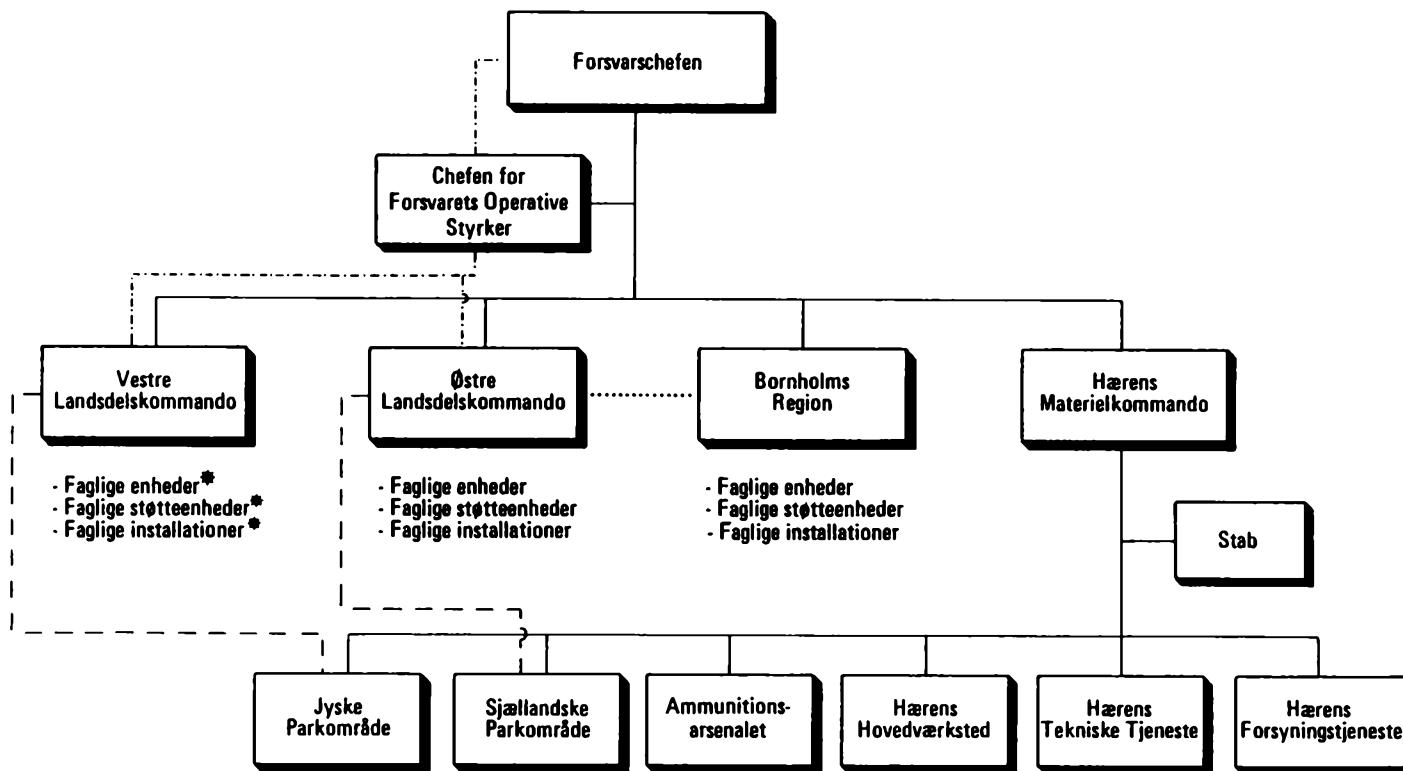 Forsvarschefen
Chefen for
Forsvarets Operative
Styrker
Vestre
Landsdelskommando
Østre
Landsdelskommando
Bornholms
Region
Hærens
Materielkommando
- Faglige enheder*
- Faglige støtteenheder*
- Faglige installationer*
- Faglige enheder
- Faglige støtteenheder
- Faglige installationer
- Faglige enheder
- Faglige støtteenheder
- Faglige installationer
Stab
Jyske
Parkområde
Sjællandske
Parkområde
Ammunitions-
arsenalet
Hærens
Hovedværksted
Hærens
Tekniske Tjeneste
Hærens
Forsyningstjeneste